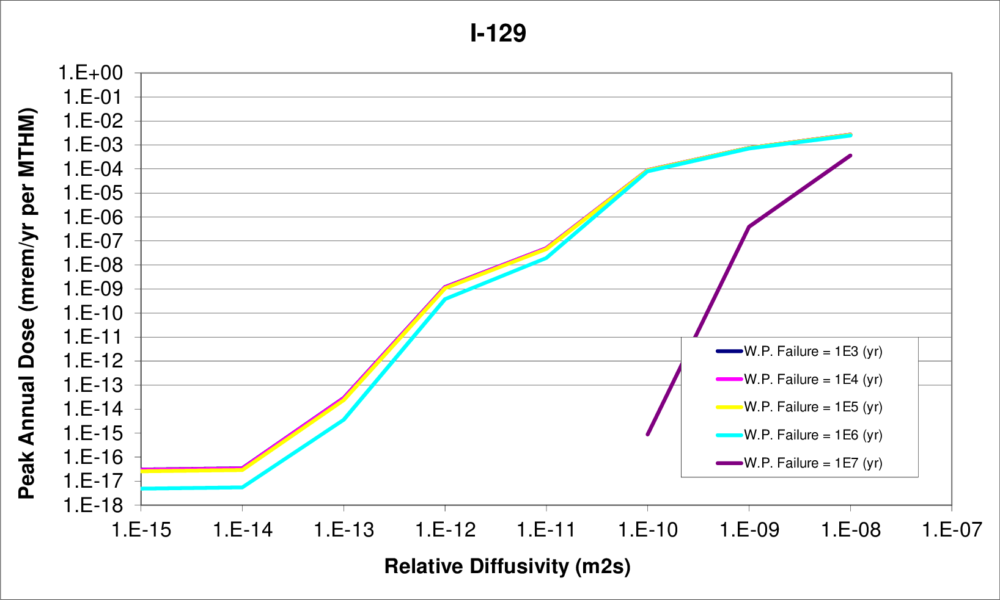 I-129
Peak Annual Dose (mrem/yr per MTHM)
1.E+00
1.E-01
1.E-02
1.E-03
1.E-04
1.E-05
1.E-06
1.E-07
1.E-08
1.E-09
1.E-10
1.E-11
1.E-12
1.E-13
1.E-14
1.E-15
1.E-16
1.E-17
1.E-18
W.P. Failure = 1E3 (yr)
W.P. Failure = 1E4 (yr)
W.P. Failure = 1E5 (yr)
W.P. Failure = 1E6 (yr)
W.P. Failure = 1E7 (yr)
1.E-15 1.E-14 1.E-13 1.E-12 1.E-11 1.E-10 1.E-09 1.E-08 1.E-07
Relative Diffusivity (m2s)